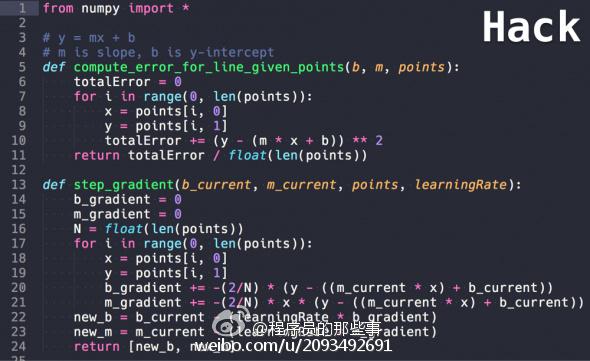 Hack
1 from numpy import *
2
3 # y = mx + b
4 # m is slope, b is y-intercept
5 def compute_error_for_line_given_points(b, m, points):
6 totalError = 0
7 for i in range(0, len(points)):
8 x = points[i, 0]
9 y = points[i, 1]
10 totalError += (y - (m * x + b)) ** 2
11 return totalError / float(len(points))
12
13 def step_gradient(b_current, m_current, points, learningRate):
14 b_gradient = 0
15 m_gradient = 0
16 N = float(len(points))
17 for i in range(0, len(points)):
18 x = points[i, 0]
19 y = points[i, 1]
20 b_gradient += -(2/N) * (y - ((m_current * x) + b_current))
21 m_gradient += -(2/N) * x * (y - ((m_current * x) + b_current))
22 new_b = b_current - (learningRate * b_gradient)
23 new_m = m_current - (learningRate * m_gradient)
24 return [new_b, new_m]
@程序员的那些事
weibo.com/u/2093492691